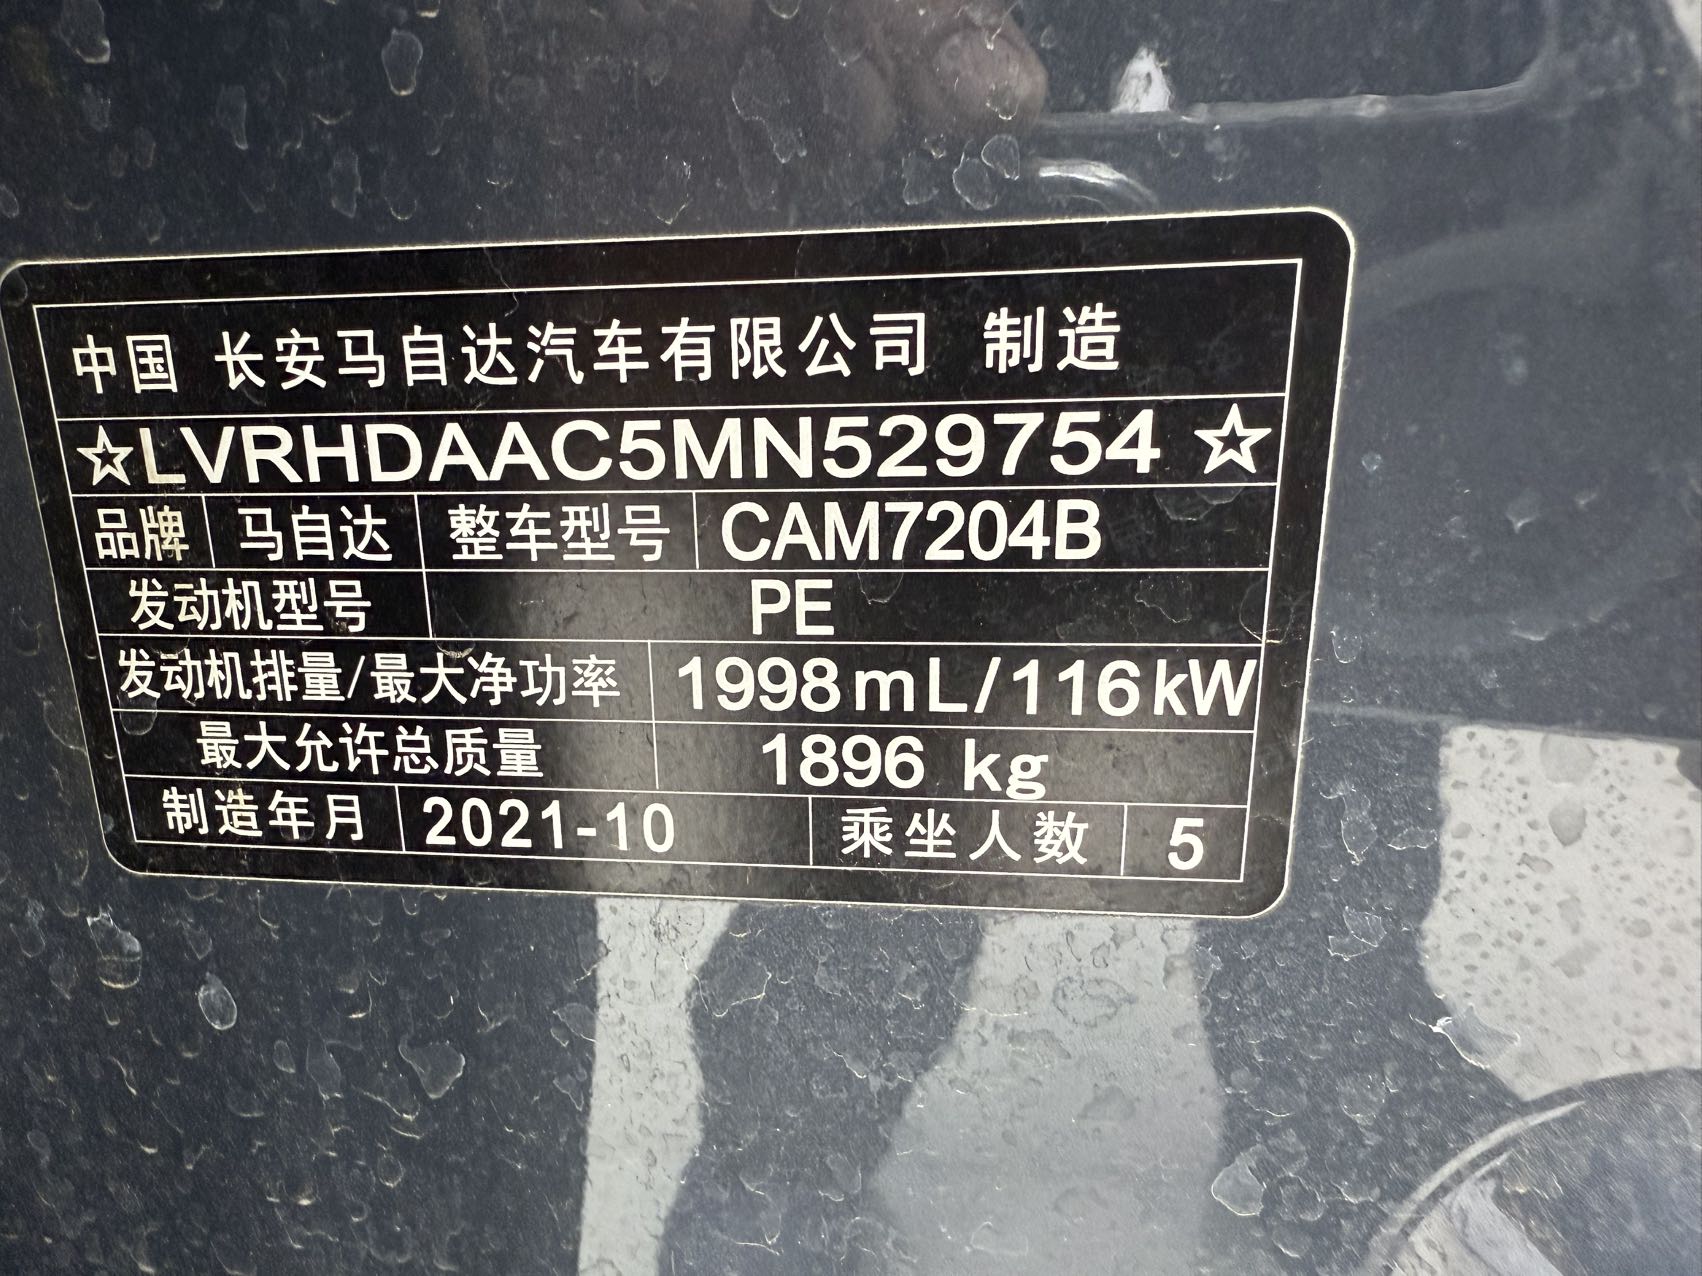 中国 长安马自达汽车有限公司 制造
☆LVRHDAAC5MN529754☆
品牌 马自达 整车型号 CAM7204B
发动机型号 PE
发动机排量/最大净功率 1998mL/116kW
最大允许总质量 1896 kg
制造年月 2021-10 乘坐人数 5